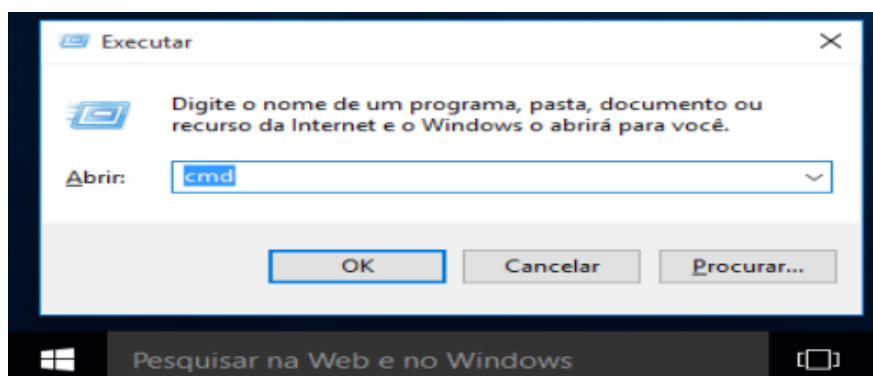 Executar
Digite o nome de um programa, pasta, documento ou
recurso da Internet e o Windows o abrirá para você.
Abrir: cmd
OK Cancelar Procurar...
Pesquisar na Web e no Windows